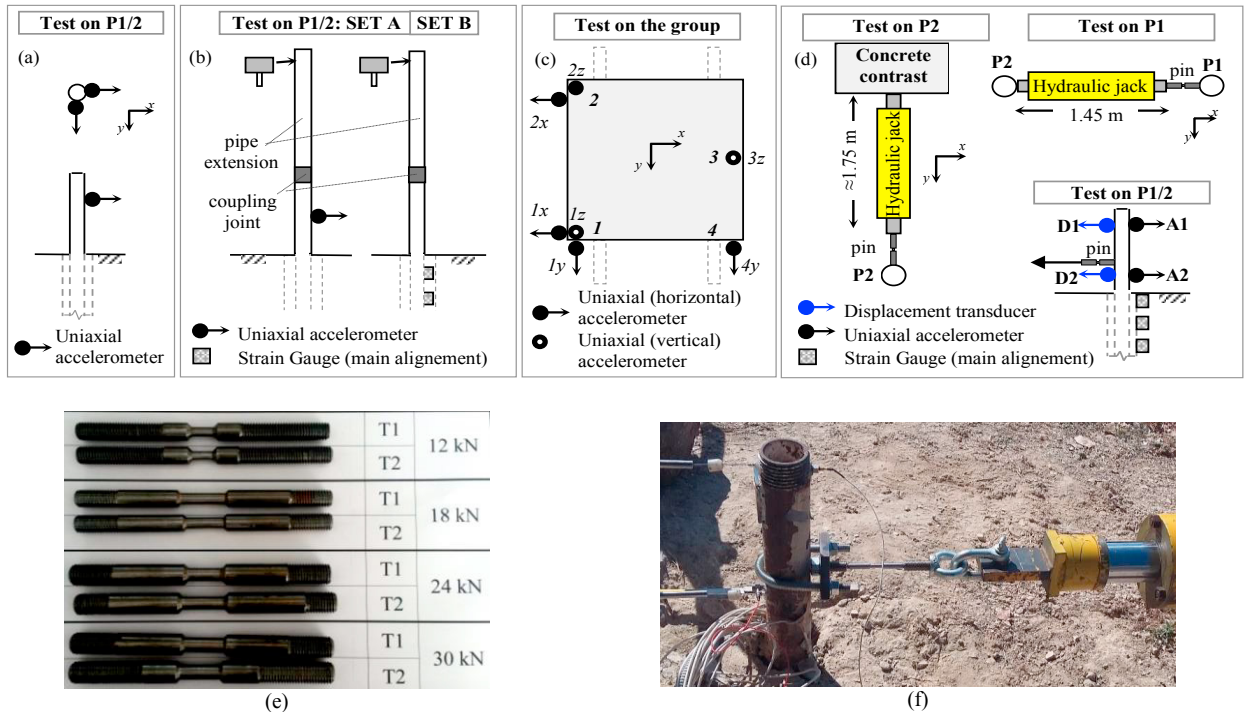 Test on P1/2
(a)
x
y
Uniaxial
accelerometer
Test on P1/2: SET A
SET B
(b)
pipe
extension
coupling
joint
Uniaxial accelerometer
Strain Gauge (main alignement)
Test on the group
(c)
2z
2
2x
x
y
3
3z
1x
1z
1
4
1y
4y
Uniaxial (horizontal)
accelerometer
Uniaxial (vertical)
accelerometer
Test on P2
(d)
Concrete
contrast
≈1.75 m
Hydraulic jack
x
y
pin
P2
Test on P1
P2
P1
pin
Hydraulic jack
1.45 m
x
y
Test on P1/2
D1
A1
pin
D2
A2
Displacement transducer
Uniaxial accelerometer
Strain Gauge (main alignement)
T1
12 kN
T2
T1
18 kN
T2
T1
24 kN
T2
T1
30 kN
T2
(e)
(f)